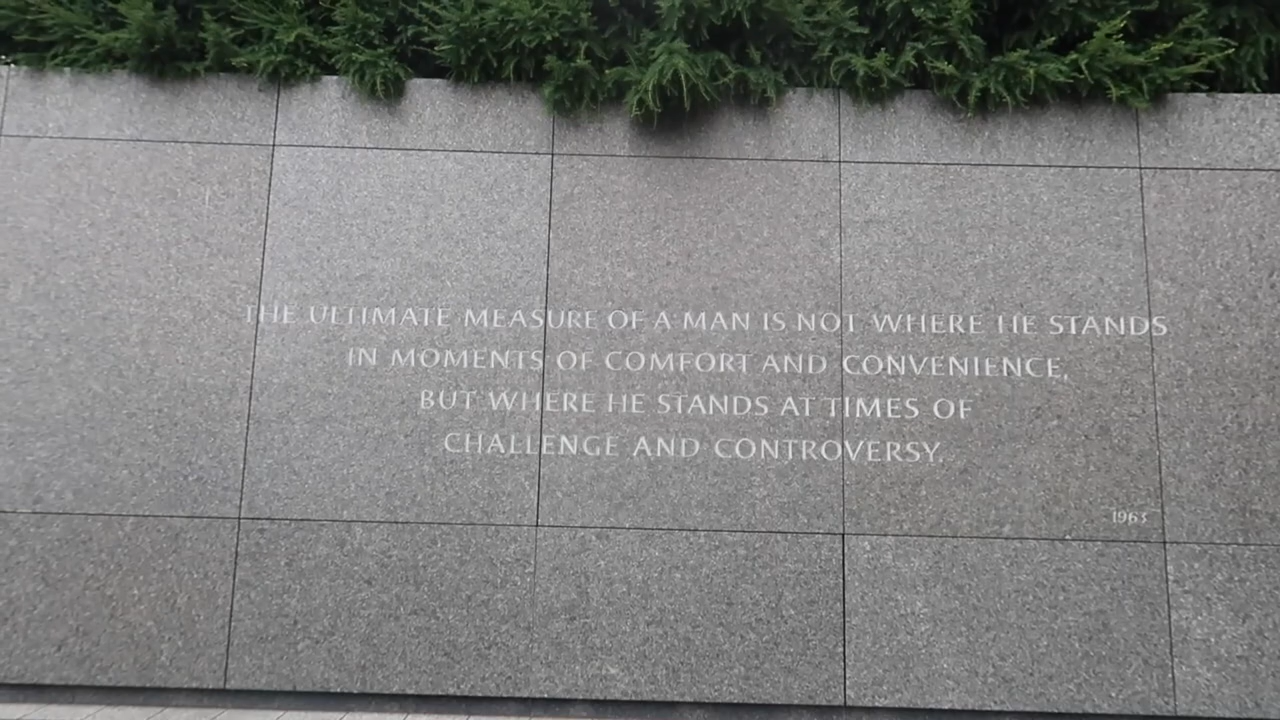 THE ULTIMATE MEASURE OF A MAN IS NOT WHERE HE STANDS
IN MOMENTS OF COMFORT AND CONVENIENCE,
BUT WHERE HE STANDS AT TIMES OF
CHALLENGE AND CONTROVERSY.
1963